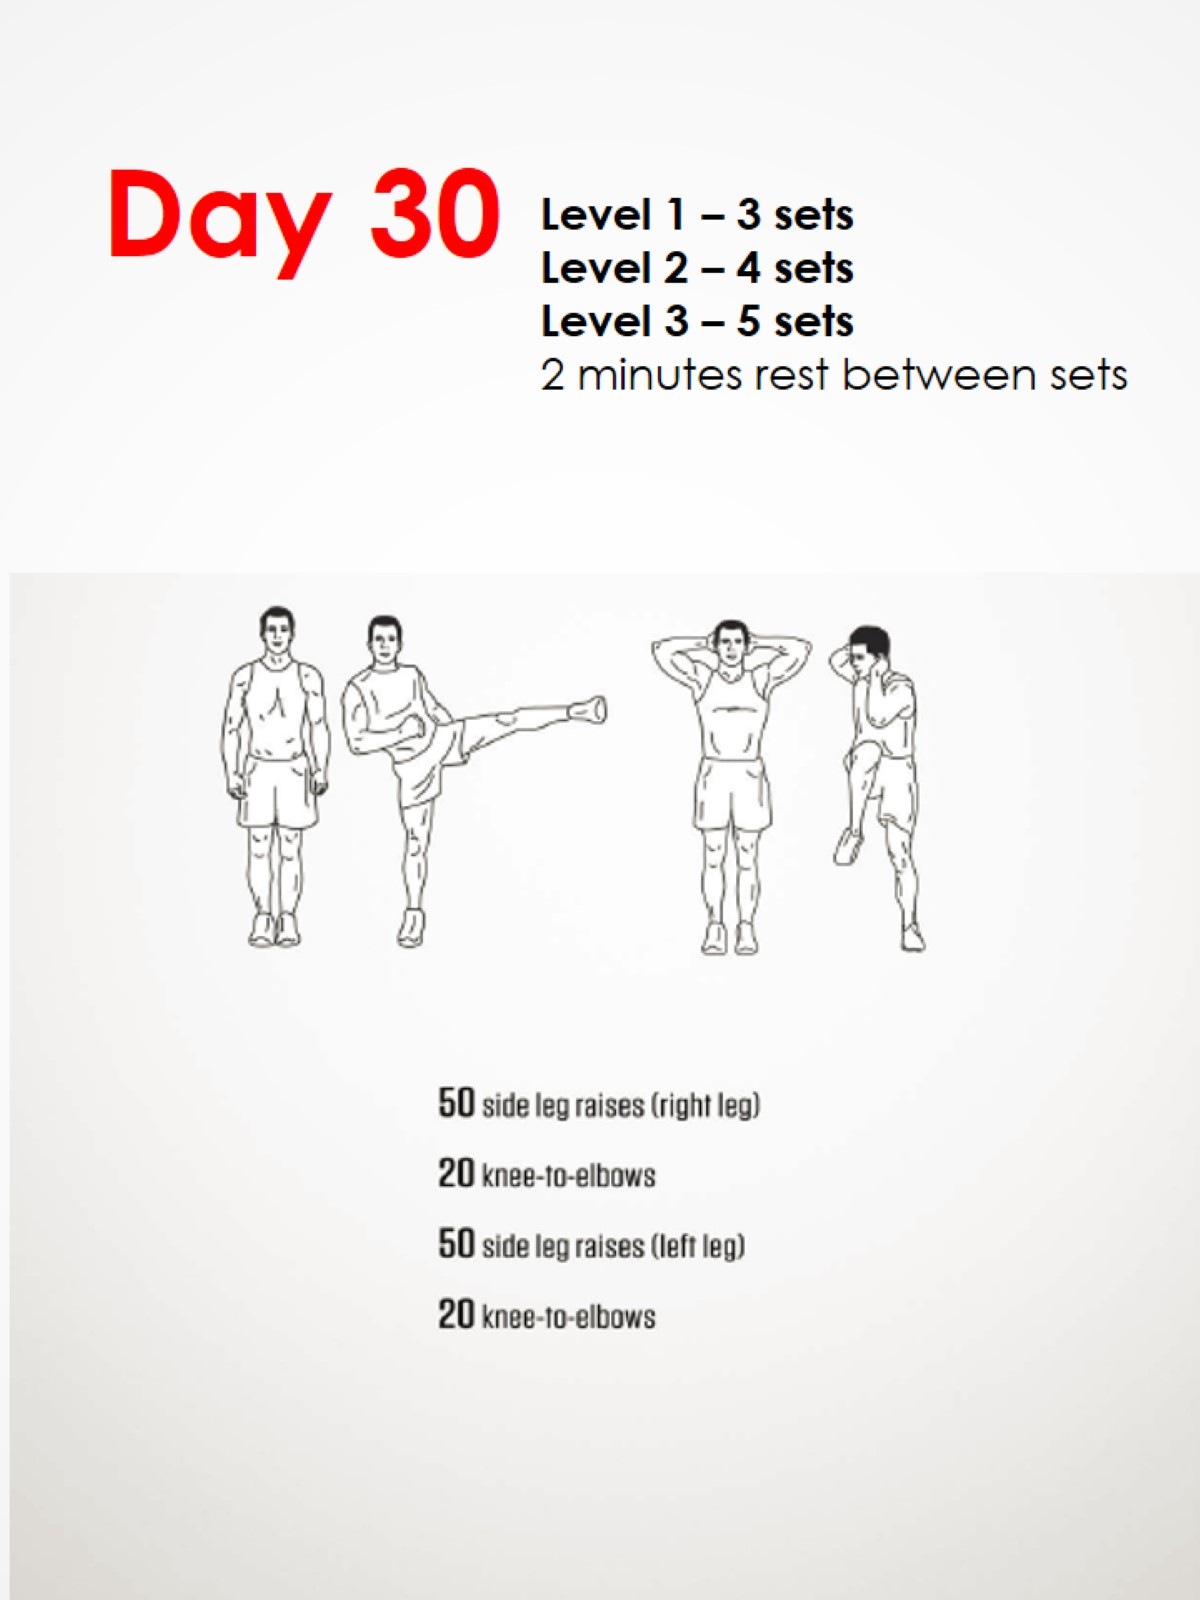 Day 30
Level 1 – 3 sets
Level 2 – 4 sets
Level 3 – 5 sets
2 minutes rest between sets
50 side leg raises (right leg)
20 knee-to-elbows
50 side leg raises (left leg)
20 knee-to-elbows